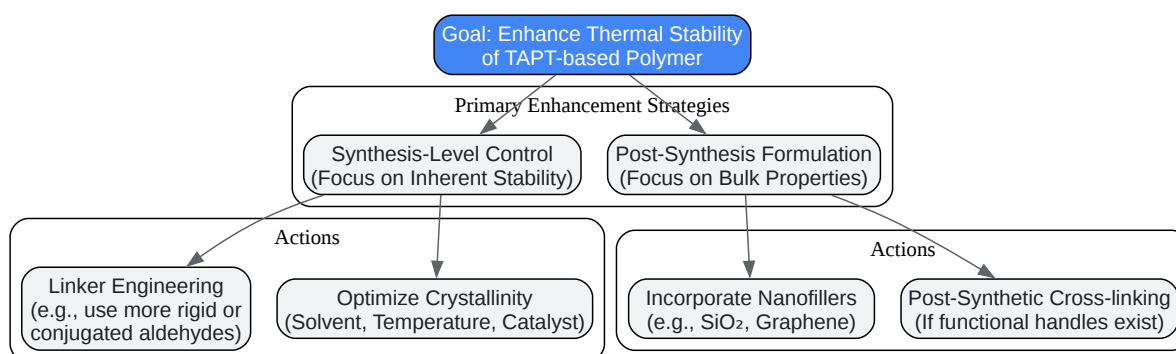 Goal: Enhance Thermal Stability
of TAPT-based Polymer
Primary Enhancement Strategies
Synthesis-Level Control
(Focus on Inherent Stability)
Post-Synthesis Formulation
(Focus on Bulk Properties)
Actions
Linker Engineering
(e.g., use more rigid or
conjugated aldehydes)
Optimize Crystallinity
(Solvent, Temperature, Catalyst)
Actions
Incorporate Nanofillers
(e.g., SiO₂, Graphene)
Post-Synthetic Cross-linking
(If functional handles exist)